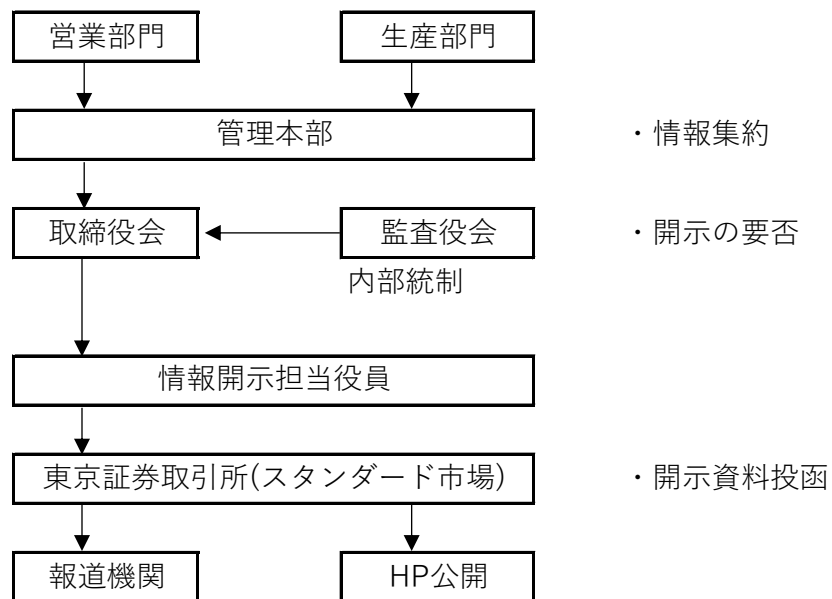 営業部門
生産部門
管理本部
・情報集約
取締役会
監査役会
・開示の要否
内部統制
情報開示担当役員
東京証券取引所(スタンダード市場)
・開示資料投函
報道機関
HP公開